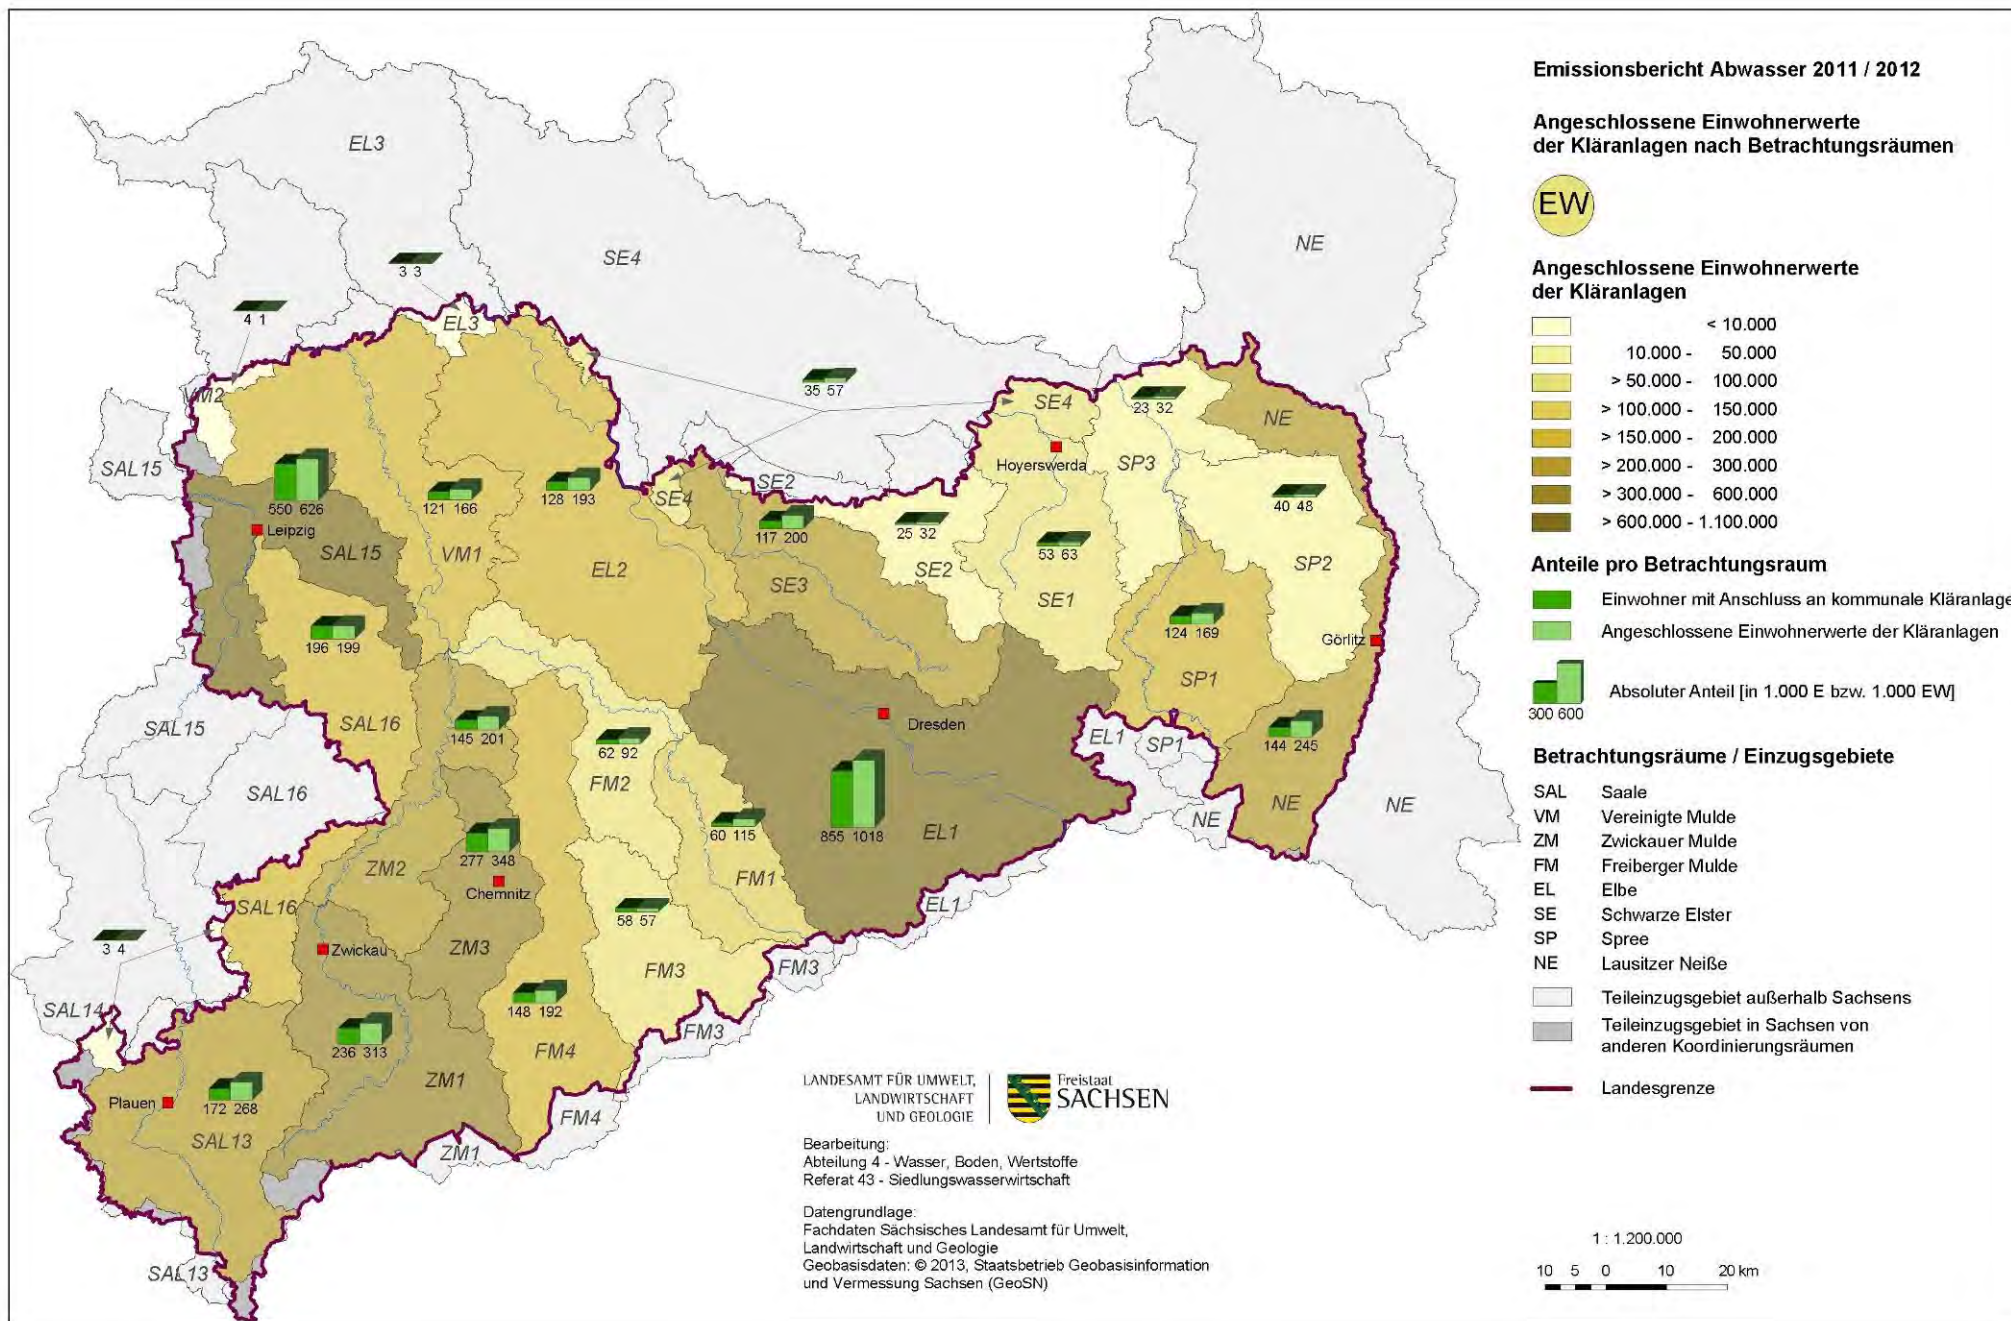 Emissionsbericht Abwasser 2011 / 2012
Angeschlossene Einwohnerwerte
der Kläranlagen nach Betrachtungsräumen
EW
Angeschlossene Einwohnerwerte
der Kläranlagen
< 10.000
10.000 - 50.000
> 50.000 - 100.000
> 100.000 - 150.000
> 150.000 - 200.000
> 200.000 - 300.000
> 300.000 - 600.000
> 600.000 - 1.100.000
Anteile pro Betrachtungsraum
Einwohner mit Anschluss an kommunale Kläranlage
Angeschlossene Einwohnerwerte der Kläranlagen
Absoluter Anteil [in 1.000 E bzw. 1.000 EW]
300 600
Betrachtungsräume / Einzugsgebiete
SAL Saale
VM Vereinigte Mulde
ZM Zwickauer Mulde
FM Freiberger Mulde
EL Elbe
SE Schwarze Elster
SP Spree
NE Lausitzer Neiße
Teileinzugsgebiet außerhalb Sachsens
Teileinzugsgebiet in Sachsen von
anderen Koordinierungsräumen
Landesgrenze
1 : 1.200.000
10 5 0 10 20 km
EL3
SE4
NE
3 3
4 1
EL3
35 57
VM2
SE4
23 32
NE
SAL15
Hoyerswerda
SP3
SE2
SE4
550 626
121 166
128 193
117 200
25 32
40 48
Leipzig
SAL15
VM1
EL2
SE3
SE2
53 63
SE1
SP2
196 199
124 169
Görlitz
SP1
SAL15
SAL16
145 201
62 92
Dresden
EL1
SP1
144 245
SAL16
FM2
NE
NE
NE
277 348
60 115
855 1018
EL1
ZM2
Chemnitz
FM1
SAL16
58 57
EL1
3 4
Zwickau
ZM3
FM3
FM3
SAL14
148 192
FM3
236 313
FM4
172 268
ZM1
Plauen
FM4
SAL13
ZM1
SAL13
LANDESAMT FÜR UMWELT,
LANDWIRTSCHAFT
UND GEOLOGIE
Freistaat
SACHSEN
Bearbeitung:
Abteilung 4 - Wasser, Boden, Wertstoffe
Referat 43 - Siedlungswasserwirtschaft
Datengrundlage:
Fachdaten Sächsisches Landesamt für Umwelt,
Landwirtschaft und Geologie
Geobasisdaten: © 2013, Staatsbetrieb Geobasisinformation
und Vermessung Sachsen (GeoSN)